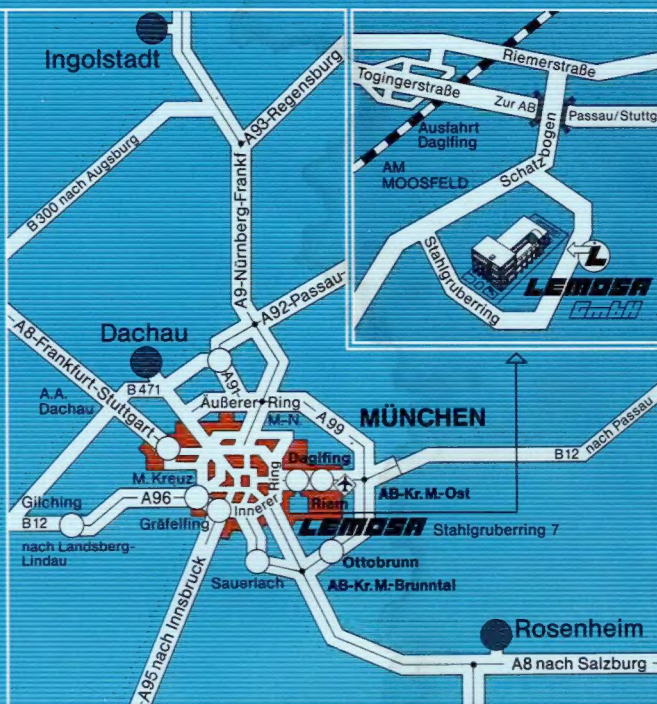 Ingolstadt
A93-Regensburg
B 300 nach Augsburg
A9-Nürnberg-Frankf
A92-Passau-
A8-Frankfurt-Stuttgart
Dachau
B 471
A91
A.A.
Dachau
Äußerer Ring
M.-N.
A99
MÜNCHEN
B12 nach Passau
M. Kreuz
Daglfing
Riem
AB-Kr. M.-Ost
Gilching
A96
B12
Gräfelfing
Innerer Ring
LEMOSA Stahlgruberring 7
nach Landsberg-
Lindau
Sauerlach
Ottobrunn
AB-Kr. M.-Brunntal
A95 nach Innsbruck
Rosenheim
A8 nach Salzburg
Riemerstraße
Togingerstraße
Zur AB
Passau/Stuttg
Ausfahrt
Daglfing
AM
MOOSFELD
Schatzbogen
Stahlgruberring
L
LEMOSA
GmbH